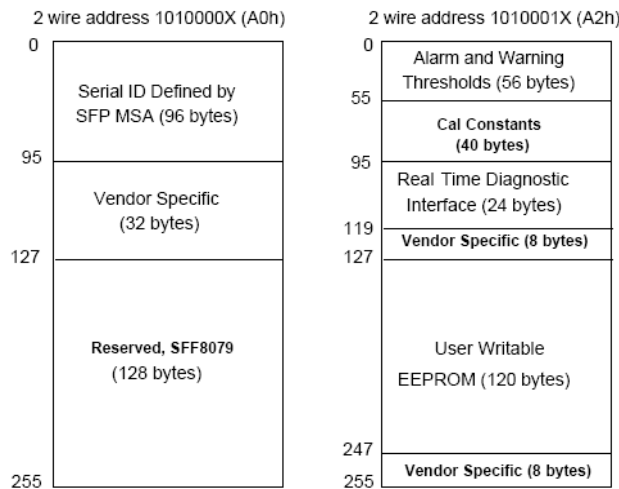 2 wire address 1010000X (A0h)
0
Serial ID Defined by
SFP MSA (96 bytes)
95
Vendor Specific
(32 bytes)
127
Reserved, SFF8079
(128 bytes)
255
2 wire address 1010001X (A2h)
0
Alarm and Warning
Thresholds (56 bytes)
55
Cal Constants
(40 bytes)
95
Real Time Diagnostic
Interface (24 bytes)
119
Vendor Specific (8 bytes)
127
User Writable
EEPROM (120 bytes)
247
Vendor Specific (8 bytes)
255